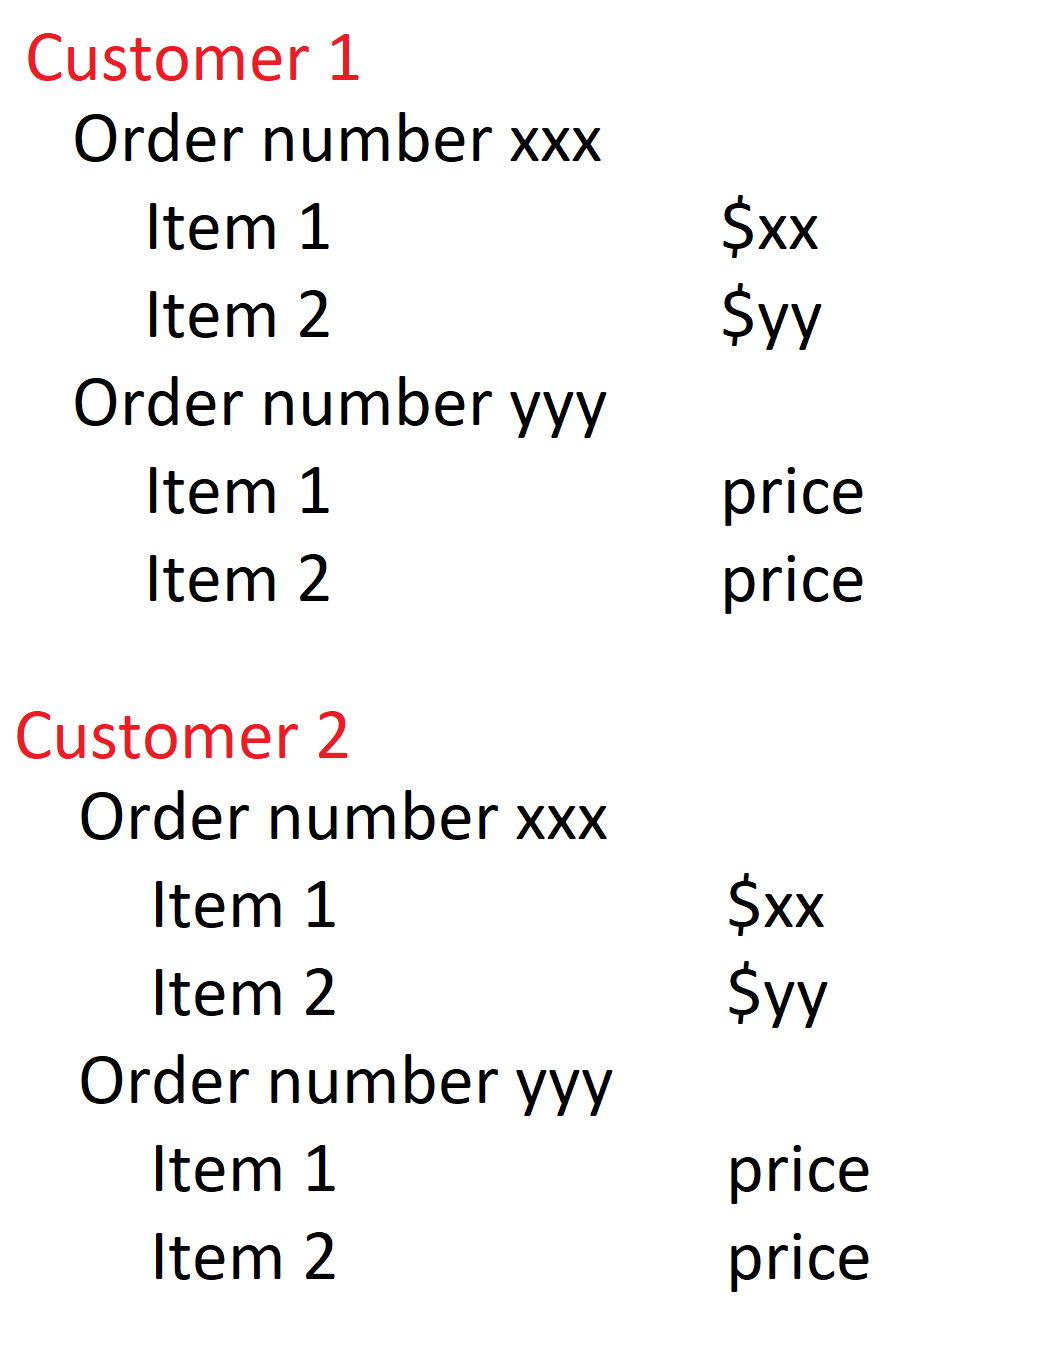 Customer 1
Order number xxx
Item 1 $xx
Item 2 $yy
Order number yyy
Item 1 price
Item 2 price
Customer 2
Order number xxx
Item 1 $xx
Item 2 $yy
Order number yyy
Item 1 price
Item 2 price